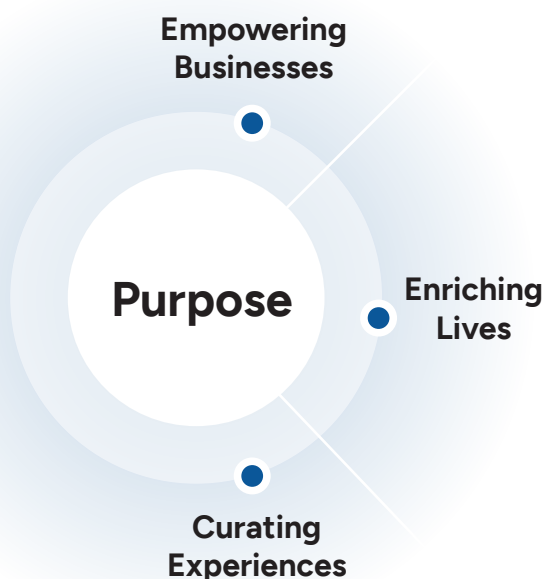 Empowering
Businesses
Purpose
Enriching
Lives
Curating
Experiences